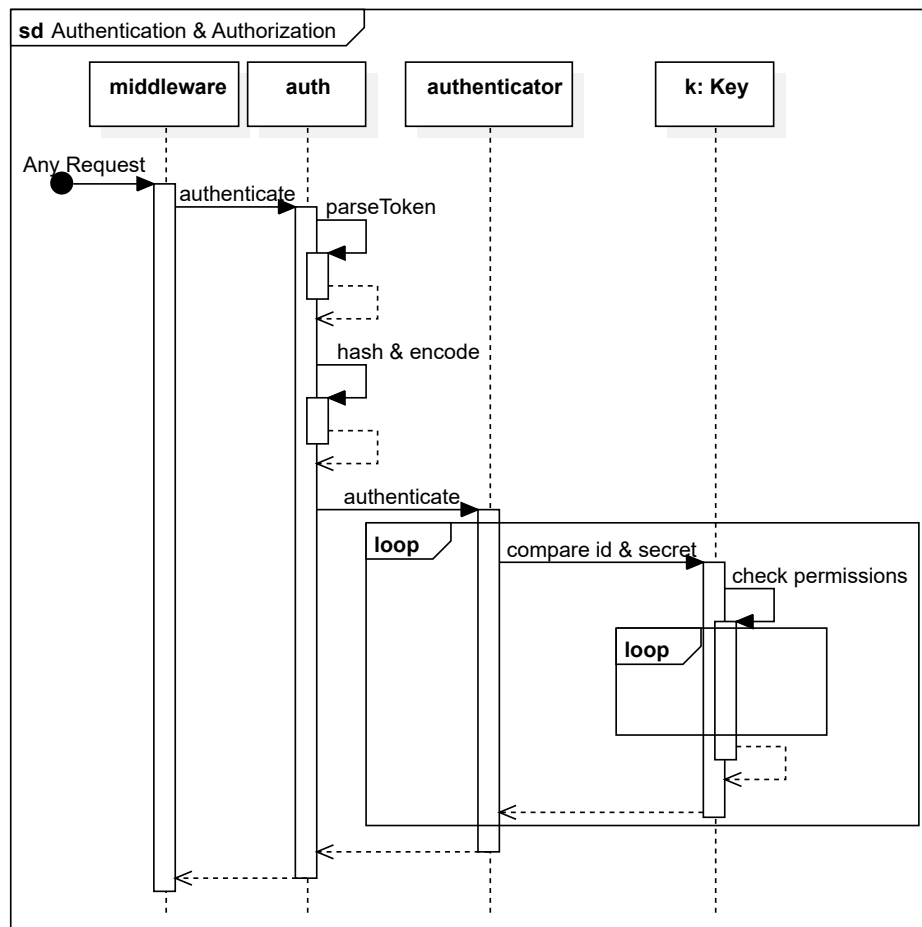 sd Authentication & Authorization
middleware
auth
authenticator
k: Key
Any Request
authenticate
parseToken
hash & encode
authenticate
loop
compare id & secret
check permissions
loop